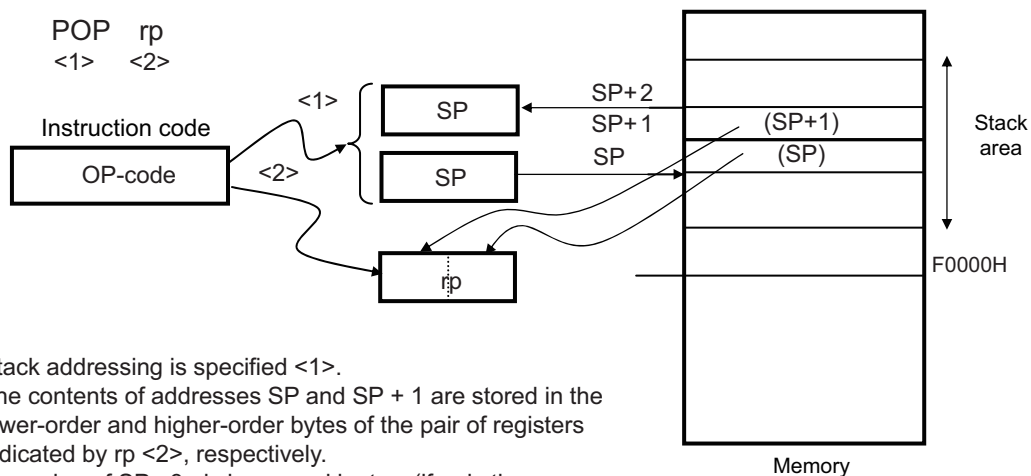 POP rp
<1> <2>
Instruction code
OP-code
<1>
<2>
SP
SP
rp
SP+2
SP+1
SP
(SP+1)
(SP)
Stack
area
F0000H
Memory
tack addressing is specified <1>.
he contents of addresses SP and SP + 1 are stored in the
wer-order and higher-order bytes of the pair of registers
dicated by rp <2>, respectively.